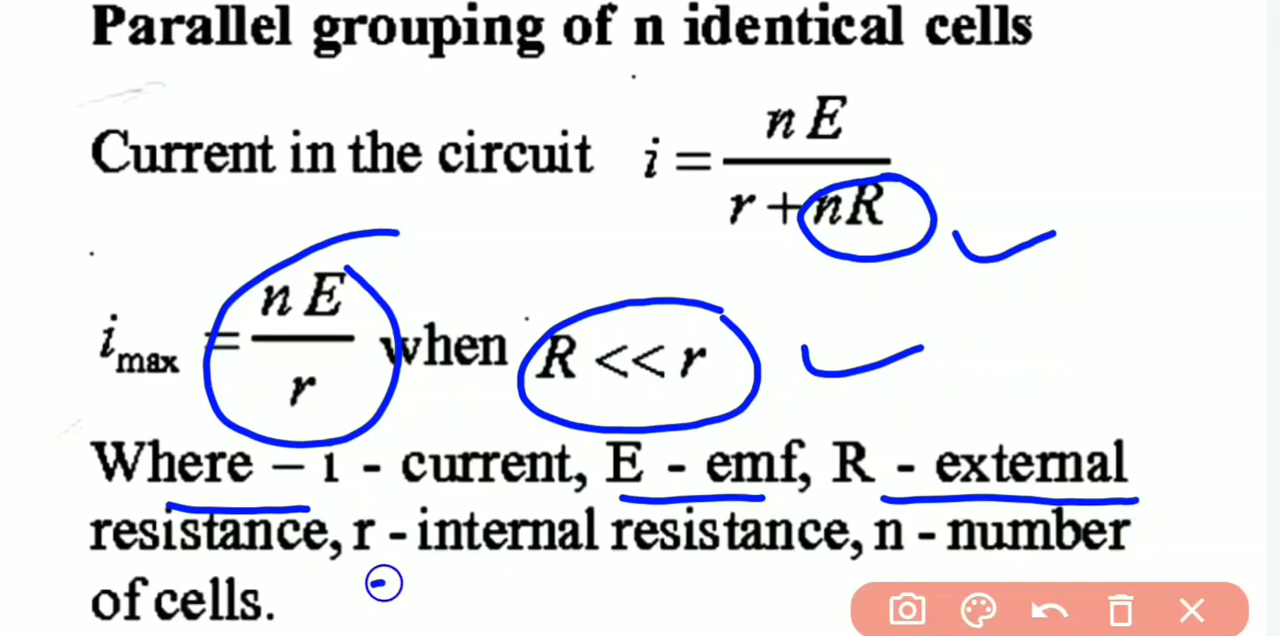 Parallel grouping of n identical cells
Current in the circuit i = nE / r + nR
i max = nE / r when R << r
Where – i - current, E - emf, R - external
resistance, r - internal resistance, n - number
of cells.